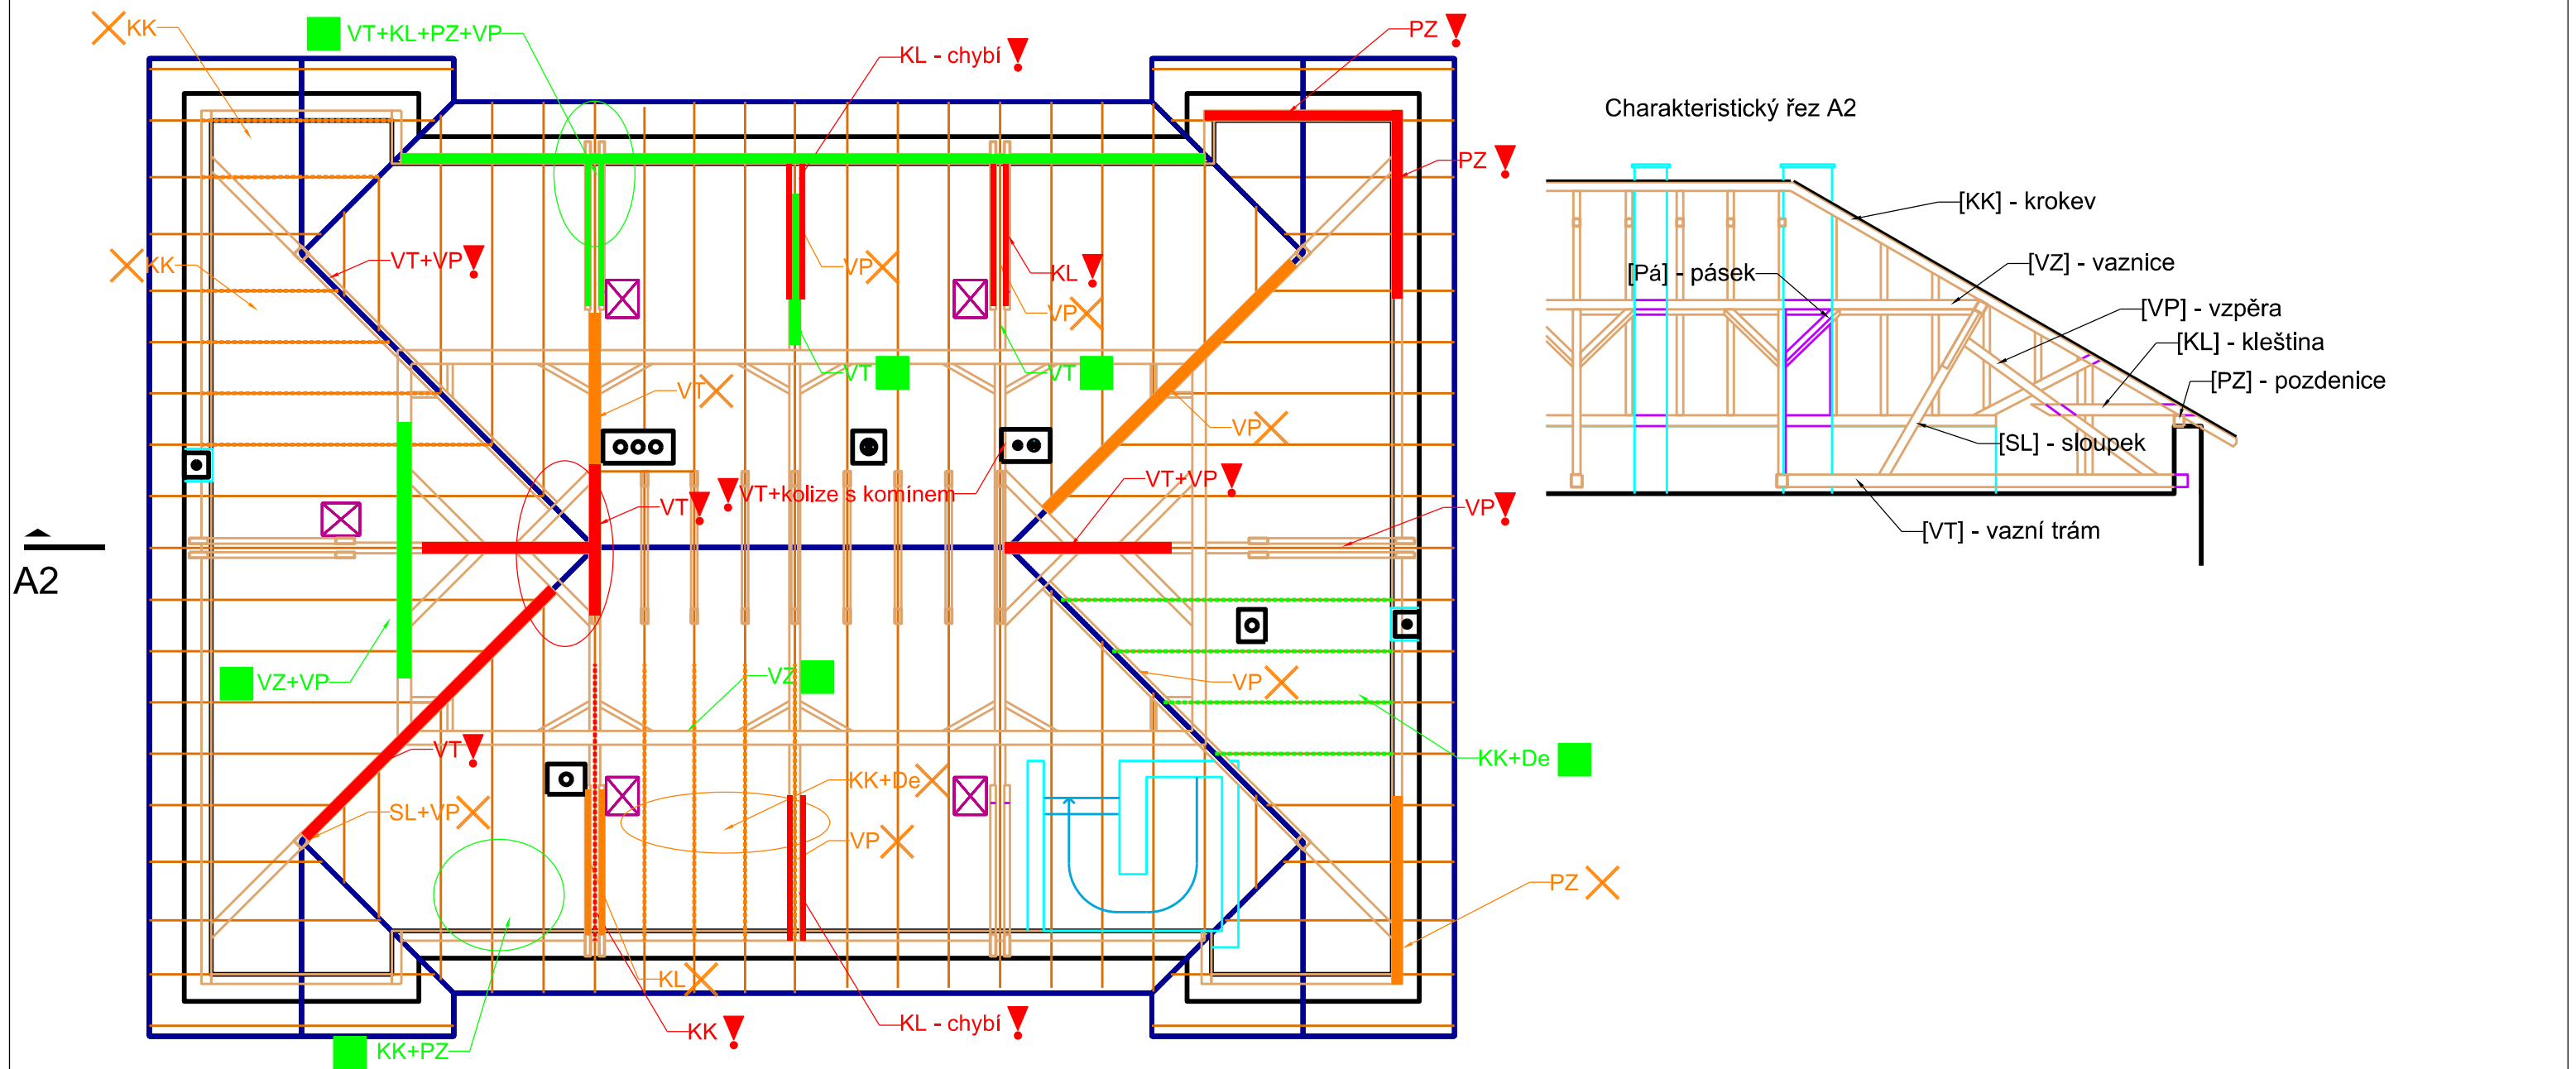 KK
VT+KL+PZ+VP
KL - chybí
PZ
Charakteristický řez A2
PZ
[KK] - krokev
KK
VT+VP
VP
KL
[Pá] - pásek
[VZ] - vaznice
VP
[VP] - vzpěra
[KL] - kleština
VT
VT
[PZ] - pozdenice
VT
VP
[SL] - sloupek
VT+VP
VT+kolize s komínem
VT
VP
[VT] - vazní trám
A2
VZ+VP
VZ
VP
VT
KK+De
KK+De
SL+VP
VP
PZ
KL
KL - chybí
KK
KK+PZ